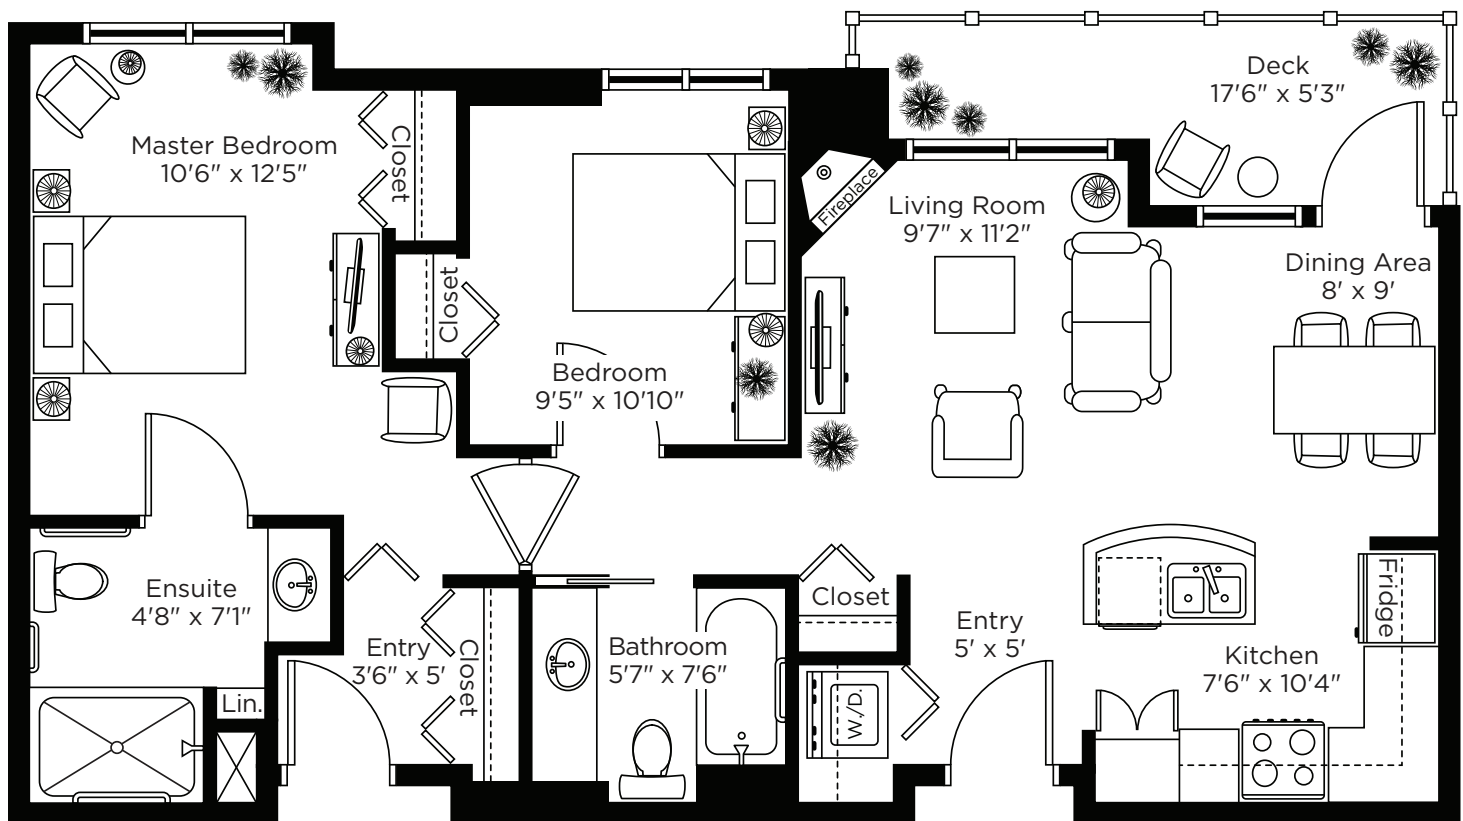 Deck
17'6" x 5'3"
Master Bedroom
10'6" x 12'5"
Closet
Fireplace
Living Room
9'7" x 11'2"
Dining Area
8' x 9'
Closet
Bedroom
9'5" x 10'10"
Ensuite
4'8" x 7'1"
Closet
Fridge
Entry
3'6" x 5'
Closet
Bathroom
5'7" x 7'6"
Entry
5' x 5'
Kitchen
7'6" x 10'4"
Lin.
W./D.